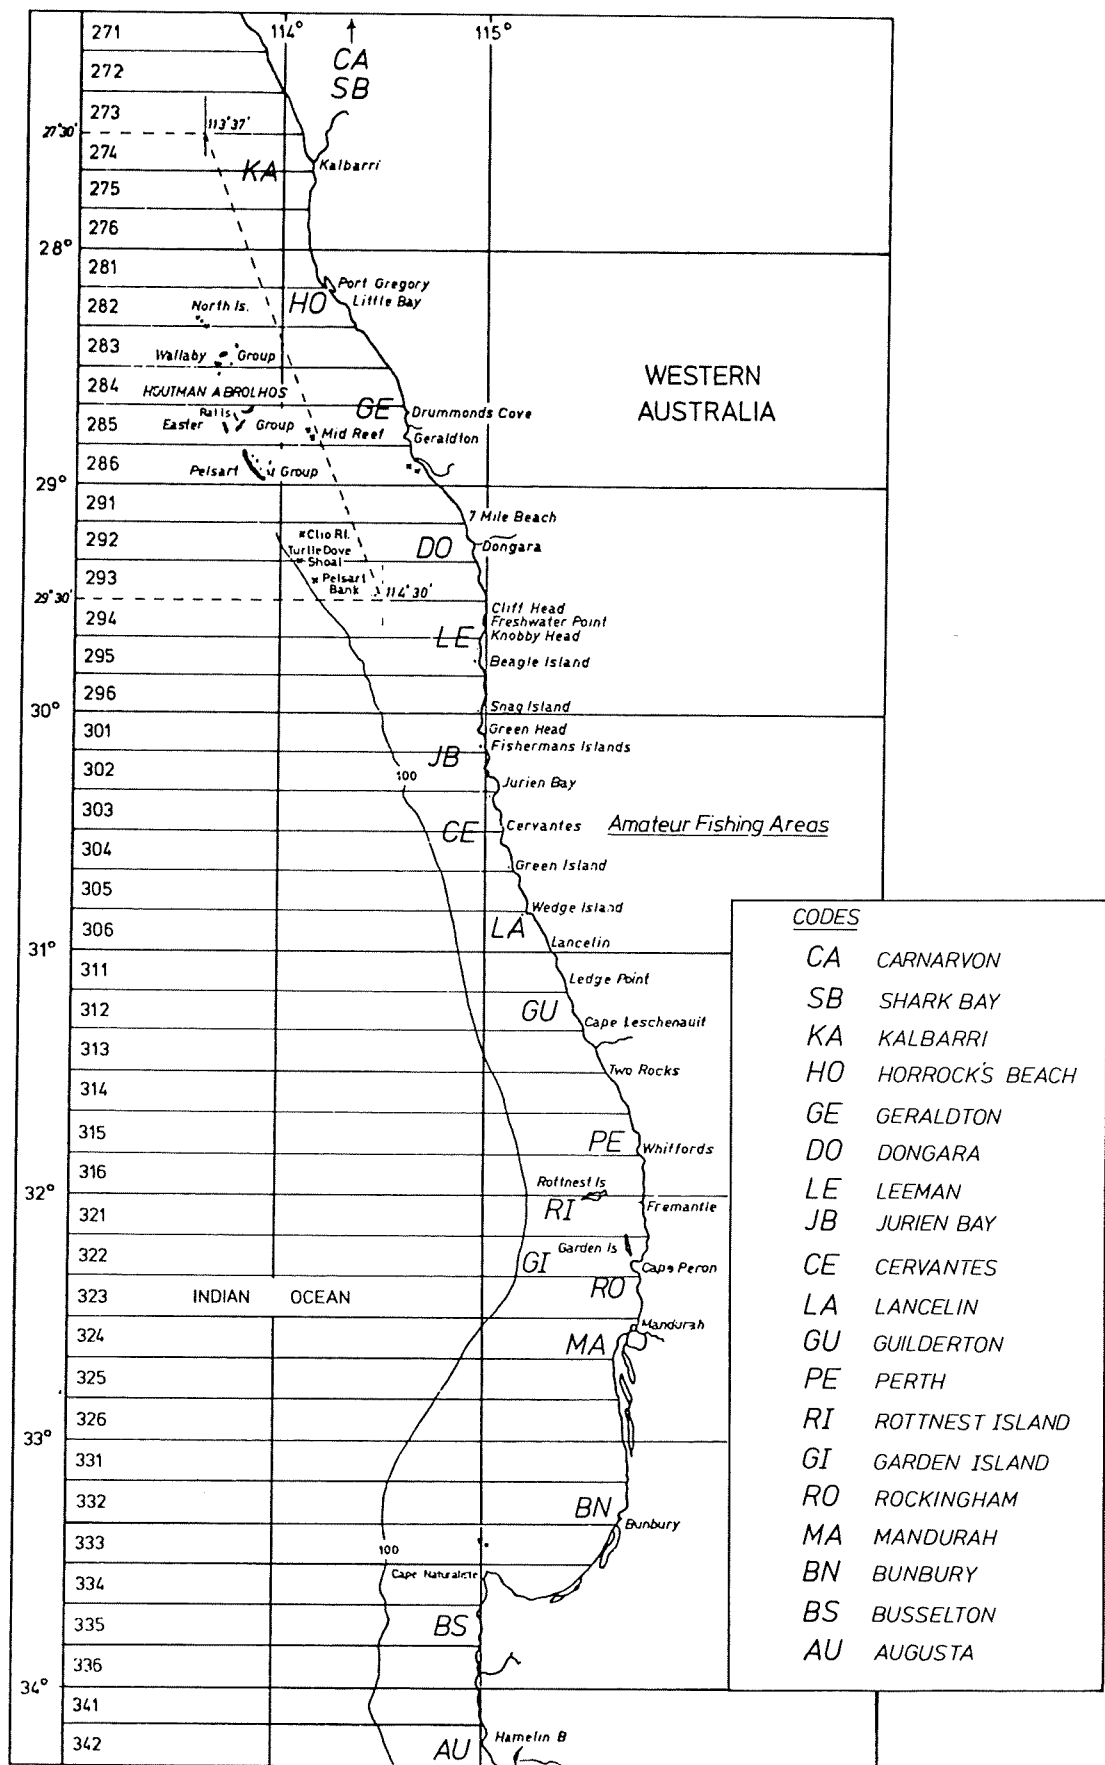 114° 115°
CA
SB
271
272
273
27°30'
113°37'
274
Kalbarri
KA
275
276
28°
281
Port Gregory
282
North Is.
HO
Little Bay
283
Wallaby Group
284
HOUTMAN ABROLHOS
GE
Drummonds Cove
WESTERN
AUSTRALIA
285
Easter Group
Mid Reef
Geraldton
286
Pelsart Group
29°
291
7 Mile Beach
292
Clio Rf.
DO
Dongara
Turtle Dove
Shoal
293
Pelsart
Bank
29°30'
114°30'
Cliff Head
294
Freshwater Point
LE
Knobby Head
295
Beagle Island
296
Snag Island
30°
301
Green Head
JB
Fishermans Islands
302
100
Jurien Bay
303
CE
Cervantes
Amateur Fishing Areas
304
Green Island
305
Wedge Island
306
LA
Lancelin
31°
311
Ledge Point
312
GU
Cape Leschenault
313
Two Rocks
314
315
PE
Whitfords
316
Rottnest Is
32°
321
RI
Fremantle
322
Garden Is
GI
Cape Peron
323
INDIAN OCEAN
RO
Mandurah
324
MA
325
326
33°
331
332
BN
Bunbury
333
100
334
Cape Naturaliste
335
BS
336
34°
341
342
AU
Hamelin B
CODES
CA CARNARVON
SB SHARK BAY
KA KALBARRI
HO HORROCK'S BEACH
GE GERALDTON
DO DONGARA
LE LEEMAN
JB JURIEN BAY
CE CERVANTES
LA LANCELIN
GU GUILDERTON
PE PERTH
RI ROTTNEST ISLAND
GI GARDEN ISLAND
RO ROCKINGHAM
MA MANDURAH
BN BUNBURY
BS BUSSELTON
AU AUGUSTA